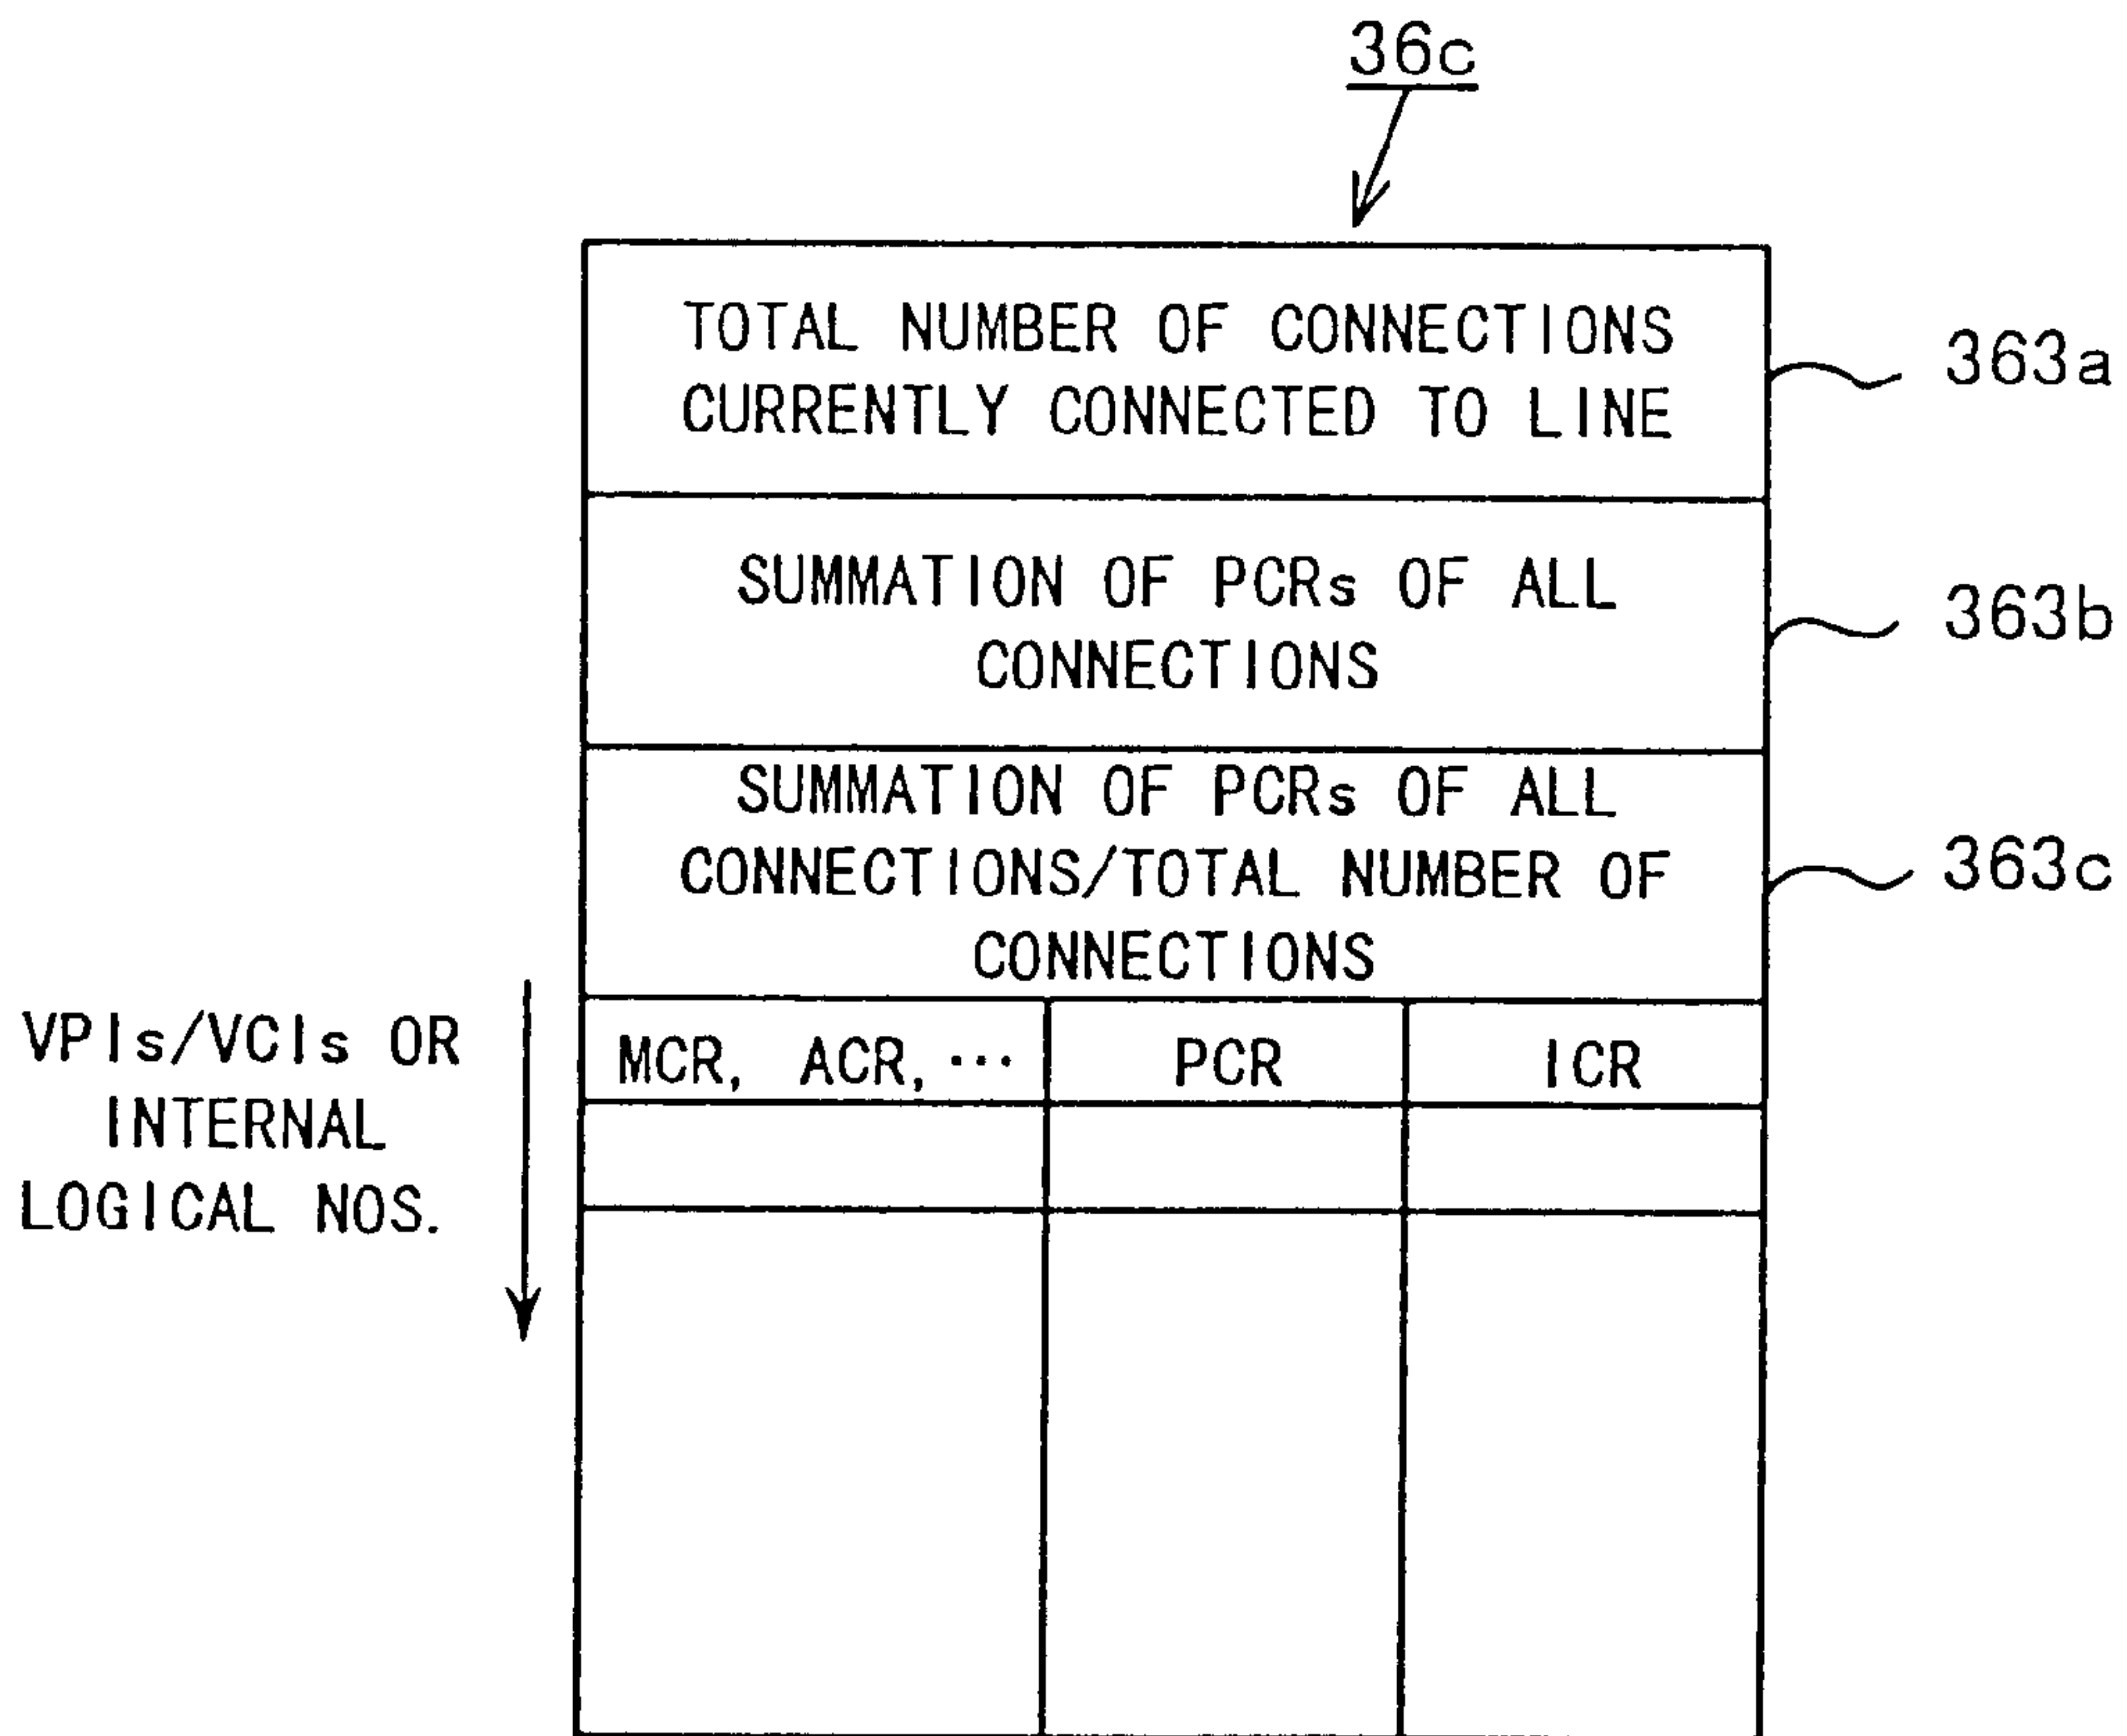 36c
TOTAL NUMBER OF CONNECTIONS
CURRENTLY CONNECTED TO LINE
363a
SUMMATION OF PCRs OF ALL
CONNECTIONS
363b
SUMMATION OF PCRs OF ALL
CONNECTIONS/TOTAL NUMBER OF
CONNECTIONS
363c
VPIs/VCIs OR
INTERNAL
LOGICAL NOS.
MCR, ACR, ··· PCR ICR